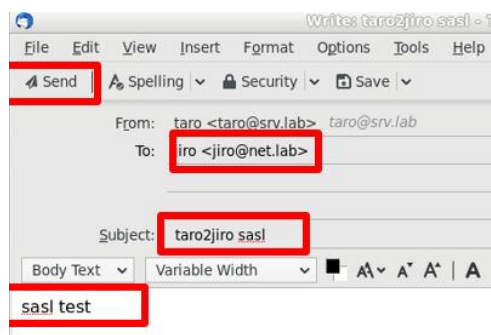 Write: taro2jiro sasl -
File Edit View Insert Format Options Tools Help
Send Spelling Security Save
From: taro <taro@srv.lab> taro@srv.lab
To: iro <jiro@net.lab>
Subject: taro2jiro sasl
Body Text Variable Width A A A A
sasl test